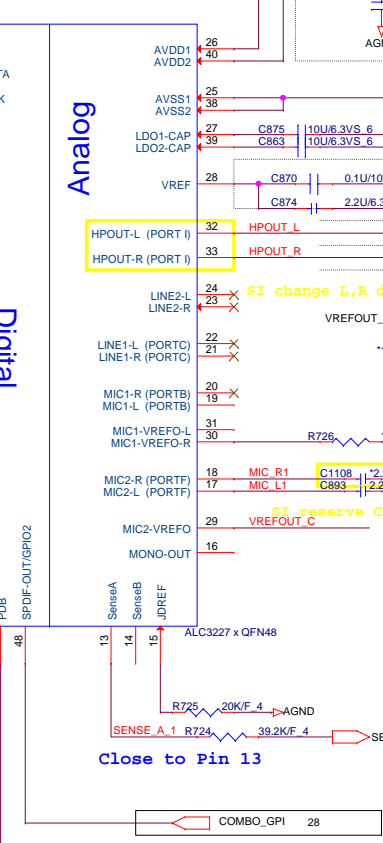 AVDD1 26
AVDD2 40
AGN
TA
K
AVSS1 25
AVSS2 38
Analog
LDO1-CAP 27 C875 10U/6.3VS_6
LDO2-CAP 39 C863 10U/6.3VS_6
VREF 28 C870 0.1U/10
C874 2.2U/6.3
HPOUT-L (PORT I) 32 HPOUT_L
HPOUT-R (PORT I) 33 HPOUT_R
LINE2-L 24
SI change L,R d
LINE2-R 23
VREFOUT_
Digital
LINE1-L (PORTC) 22
LINE1-R (PORTC) 21
MIC1-R (PORTB) 20
MIC1-L (PORTB) 19
MIC1-VREFO-L 31
MIC1-VREFO-R 30 R726
MIC2-R (PORTF) 18 MIC_R1 C1108 *2.
MIC2-L (PORTF) 17 MIC_L1 C893 2.2
SI reserve C
MIC2-VREFO 29 VREFOUT_C
MONO-OUT 16
PDB
SPDIF-OUT/GPIO2
SenseA
SenseB
JDREF
48
13
14
15
ALC3227 x QFN48
R725 20K/F_4 AGND
SENSE_A_1 R724 39.2K/F_4 SE
Close to Pin 13
COMBO_GPI 28